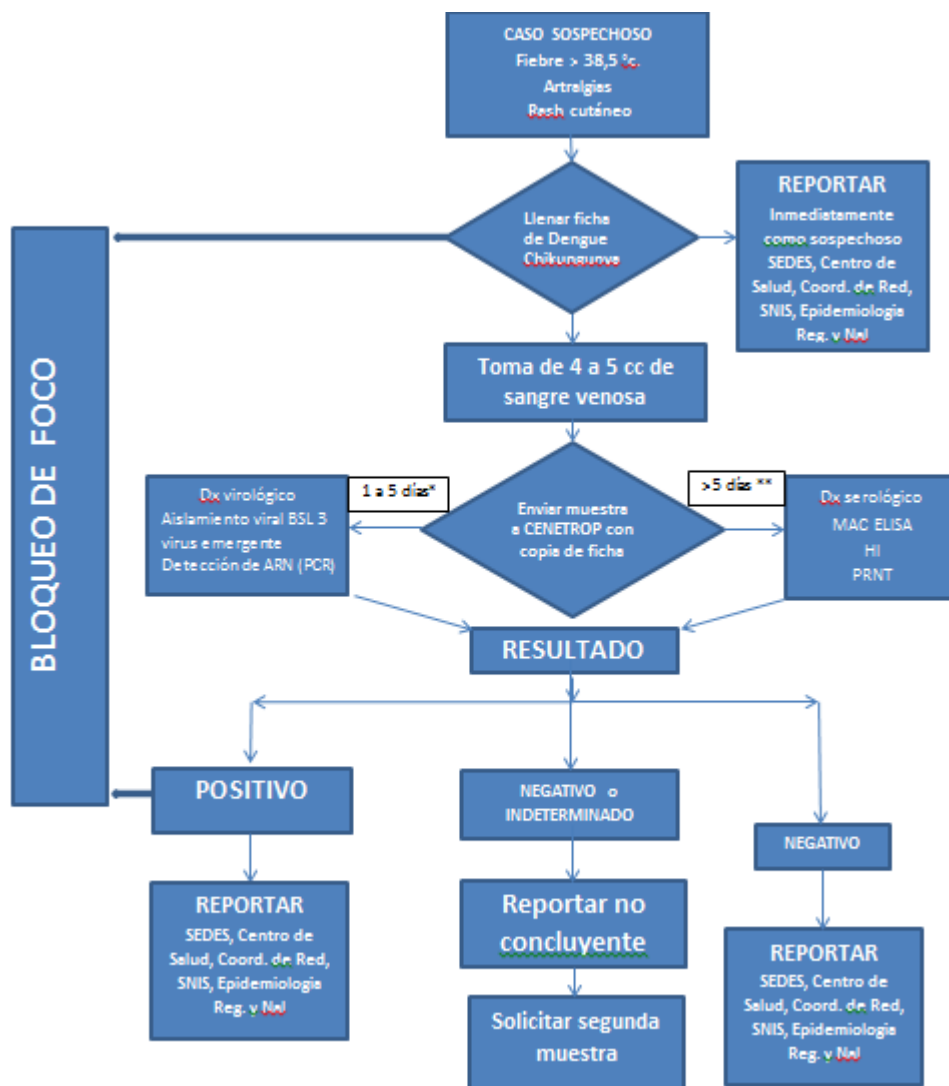 CASO SOSPECHOSO
Fiebre > 38,5 °c.
Artralgias
Rash cutáneo
Llenar ficha
de Dengue
Chikungunya
REPORTAR
Inmediatamente
como sospechoso
SEDES, Centro de
Salud, Coord. de Red,
SNIS, Epidemiologia
Reg. y Nal
BLOQUEO DE FOCO
Toma de 4 a 5 cc de
sangre venosa
Dx virológico
Aislamiento viral BSL 3
virus emergente
Detección de ARN (PCR)
1 a 5 días*
Enviar muestra
a CENETROP con
copia de ficha
>5 días **
Dx serológico
MAC ELISA
HI
PRNT
RESULTADO
POSITIVO
NEGATIVO o
INDETERMINADO
NEGATIVO
REPORTAR
SEDES, Centro de
Salud, Coord. de Red,
SNIS, Epidemiologia
Reg. y Nal
Reportar no
concluyente
Solicitar segunda
muestra
REPORTAR
SEDES, Centro de
Salud, Coord. de Red,
SNIS, Epidemiologia
Reg. y Nal